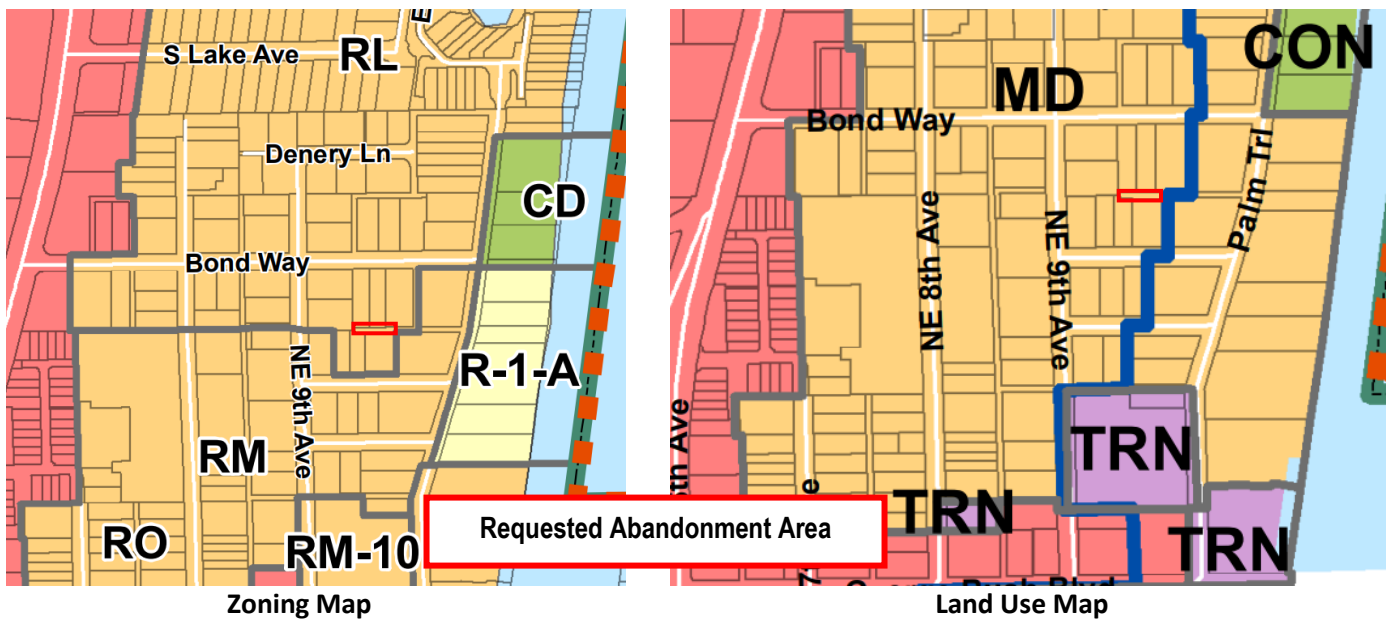 S Lake Ave
RL
E
Denery Ln
CD
Bond Way
R-1-A
NE 9th Ave
RM
RO
RM-10
CON
MD
Bond Way
Palm Trl
NE 8th Ave
NE 9th Ave
TRN
TRN
TRN
Requested Abandonment Area
Zoning Map
Land Use Map